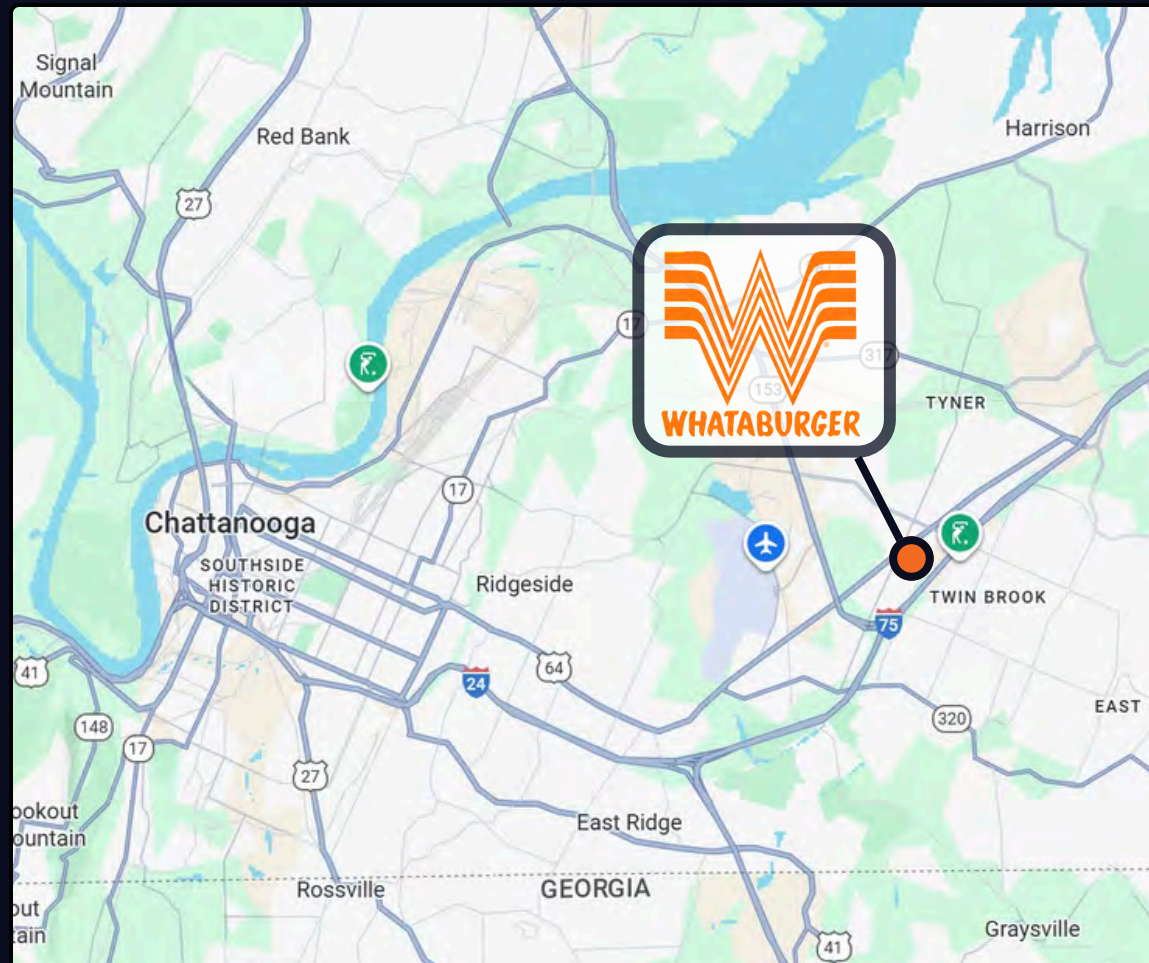 Signal
Mountain
Red Bank
Harrison
27
17
317
153
WHATABURGER
TYNER
17
Chattanooga
SOUTHSIDE
HISTORIC
DISTRICT
Ridgeside
TWIN BROOK
75
41
24
64
EAST
148
17
320
27
ookout
ountain
East Ridge
Rossville
GEORGIA
out
tain
Graysville
41